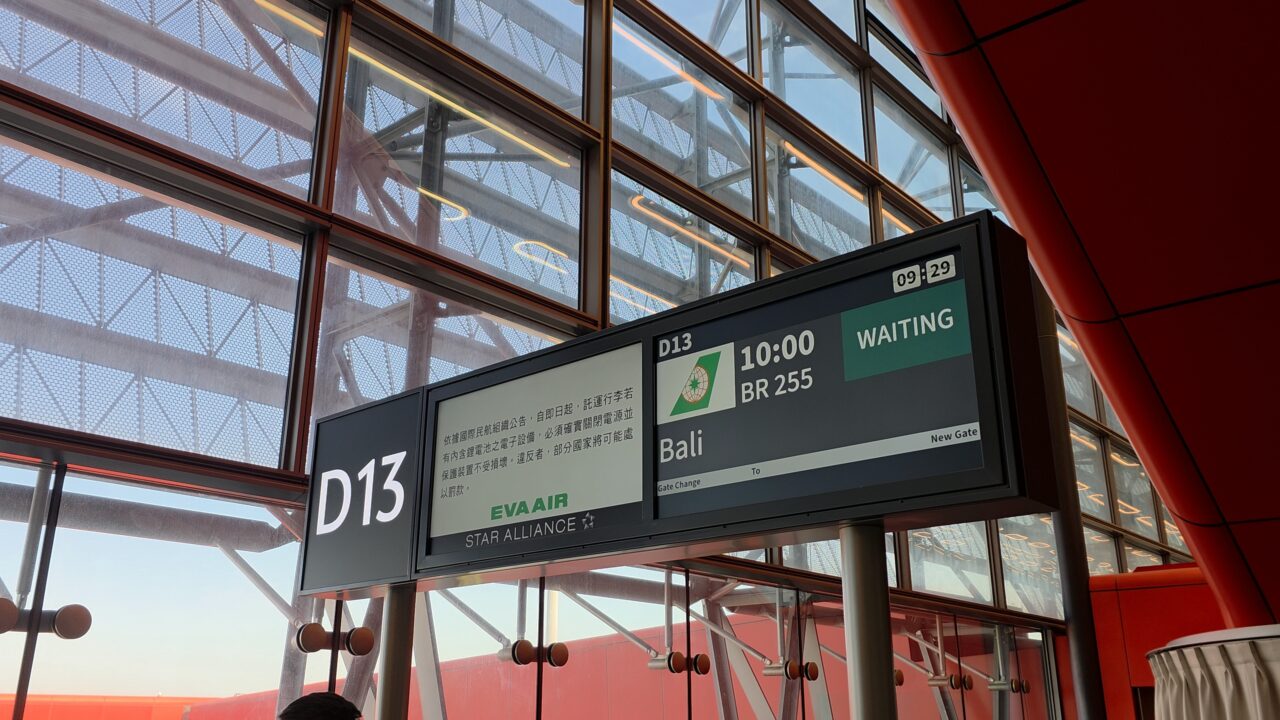 D13
依據國際民航組織公告，自即日起，託運行李若
有內含鋰電池之電子設備，必須確實關閉電源並
保護裝置不受損壞。違反者，部分國家將可能處
以罰款。
EVA AIR
STAR ALLIANCE
09:29
D13
10:00
BR 255
WAITING
Bali
Gate Change
To
New Gate